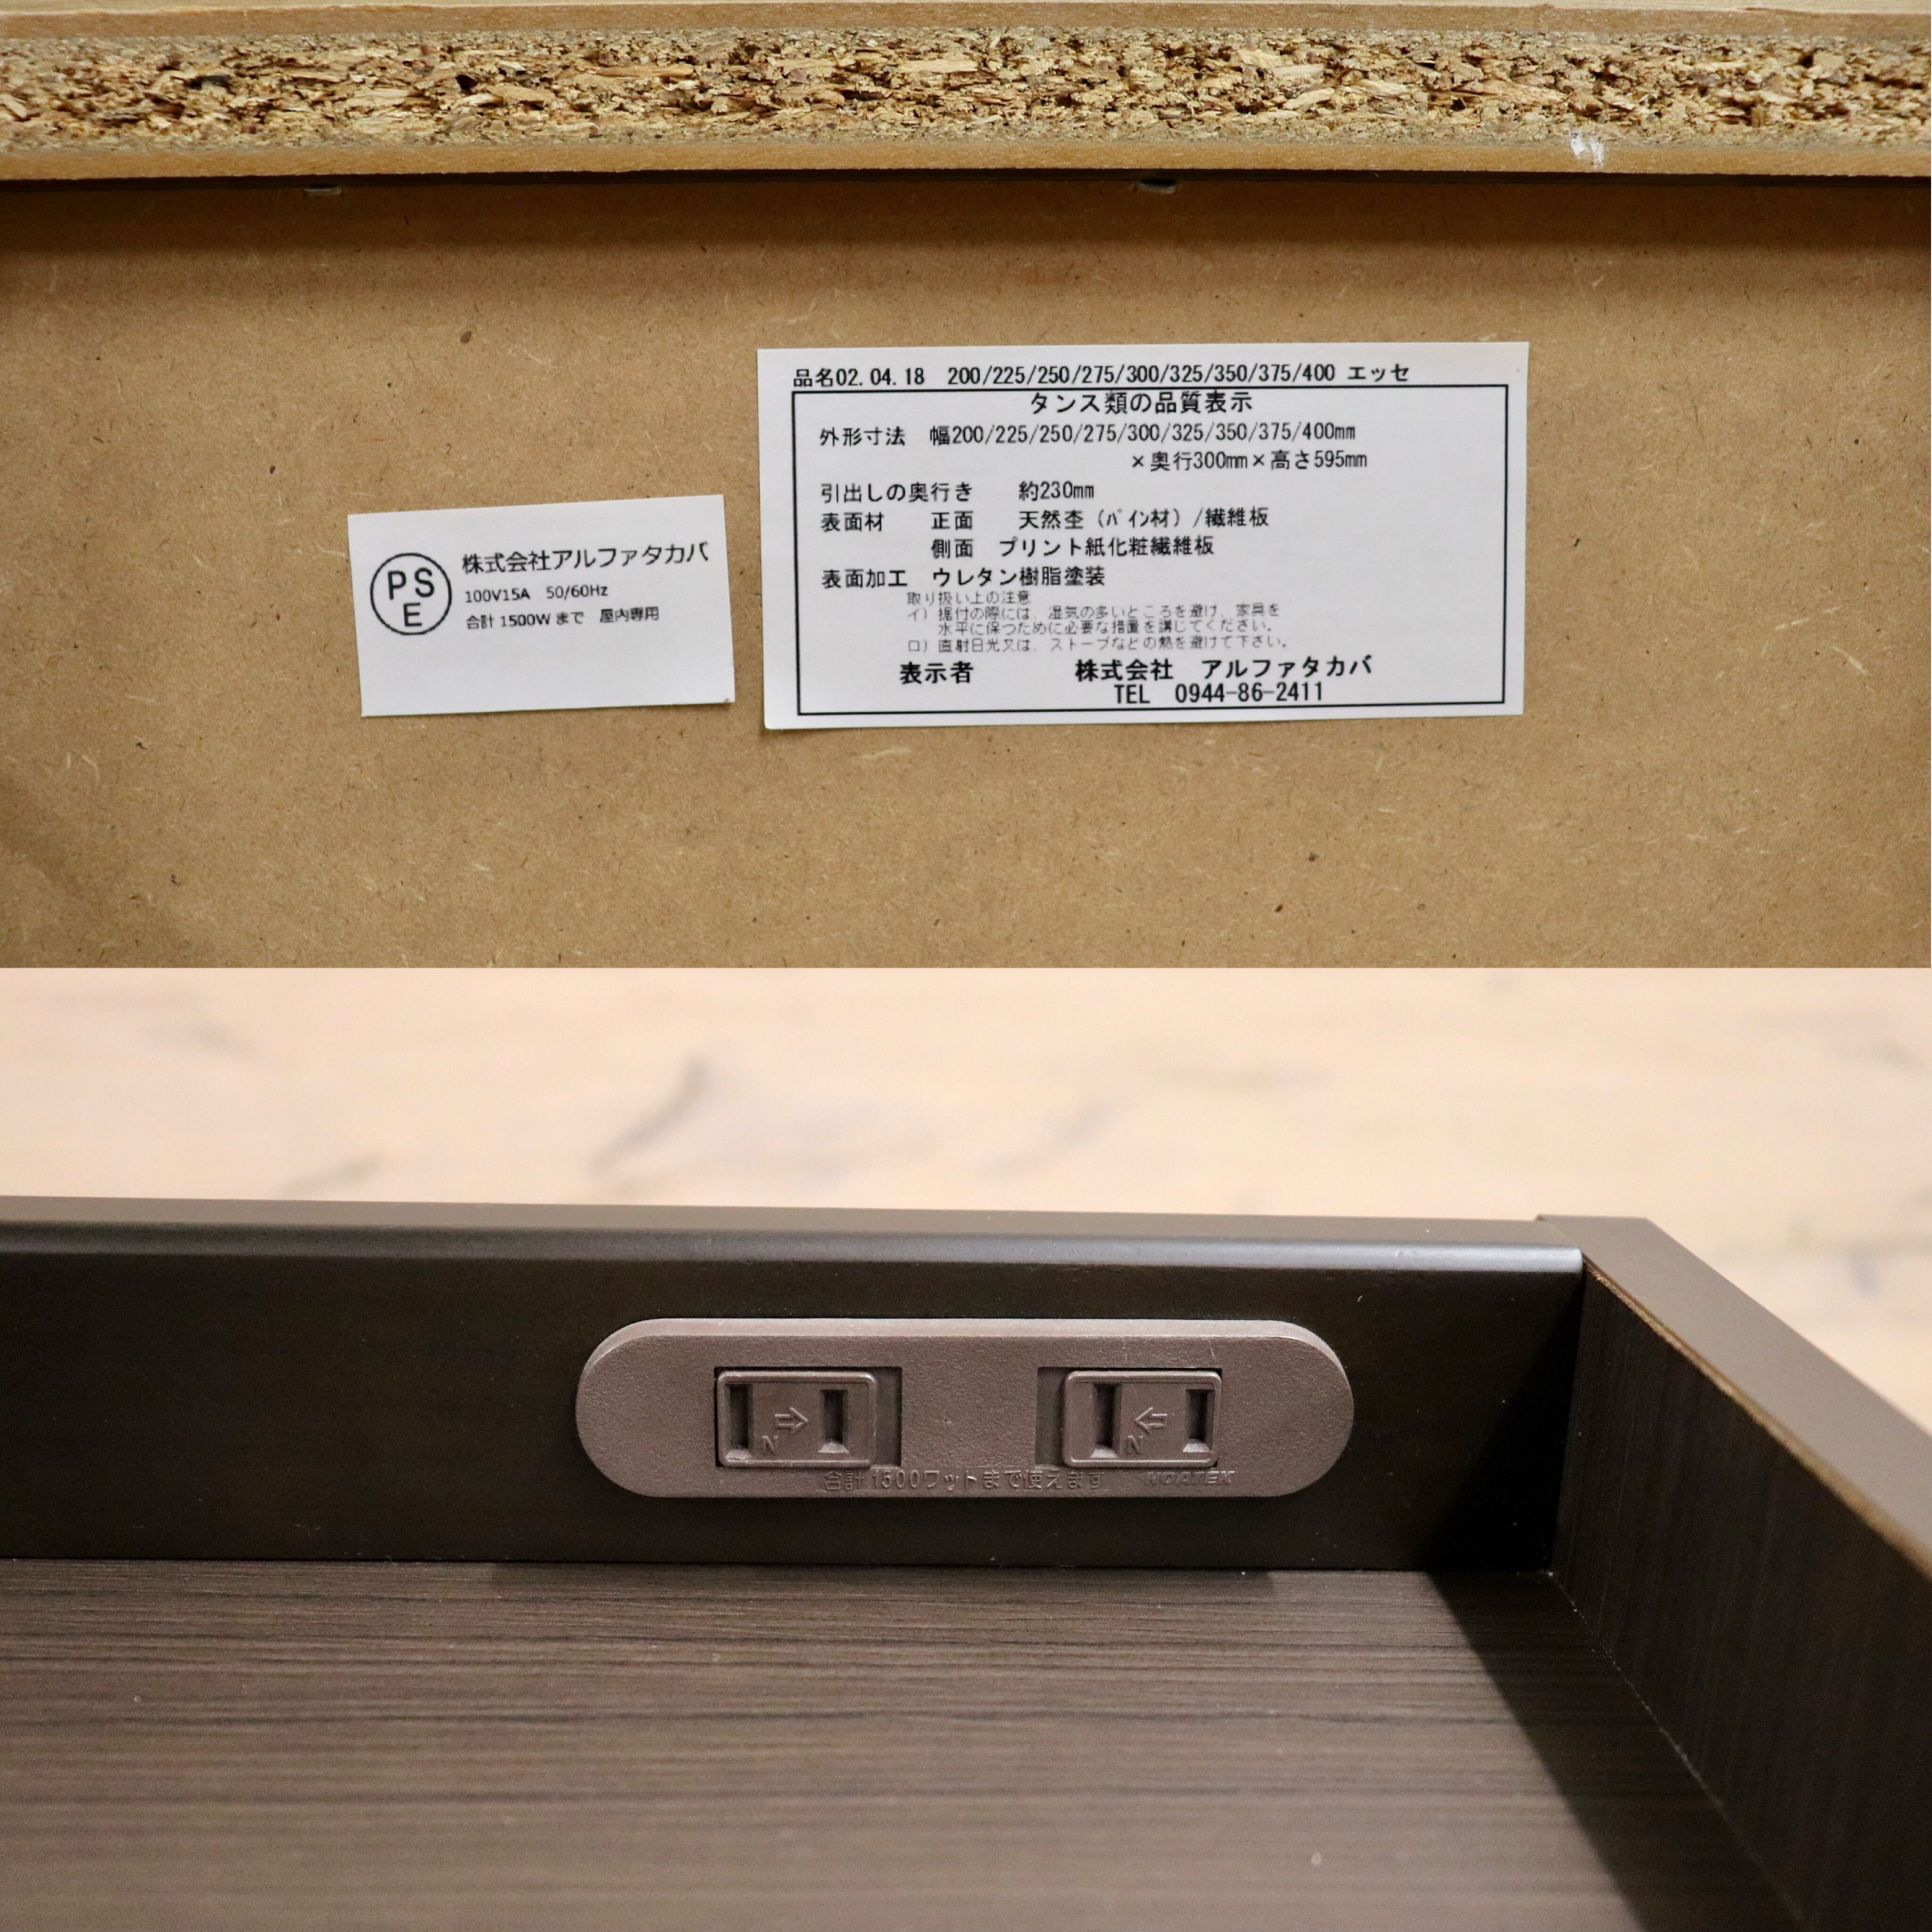 品名02.04.18 200/225/250/275/300/325/350/375/400 エッセ
タンス類の品質表示
外形寸法 幅200/225/250/275/300/325/350/375/400mm
×奥行300mm×高さ595mm
引出しの奥行き 約230mm
表面材 正面 天然杢(パイン材)/繊維板
側面 プリント紙化粧繊維板
表面加工 ウレタン樹脂塗装
取り扱い上の注意
イ)据付の際には、湿気の多いところを避け、家具を
水平に保つために必要な措置を講じてください。
ロ)直射日光又は、ストーブなどの熱を避けて下さい。
表示者 株式会社 アルファタカバ
TEL 0944-86-2411
PSE
株式会社アルファタカバ
100V15A 50/60Hz
合計1500Wまで 屋内専用
N N
合計1500ワットまで使えます NOATEK